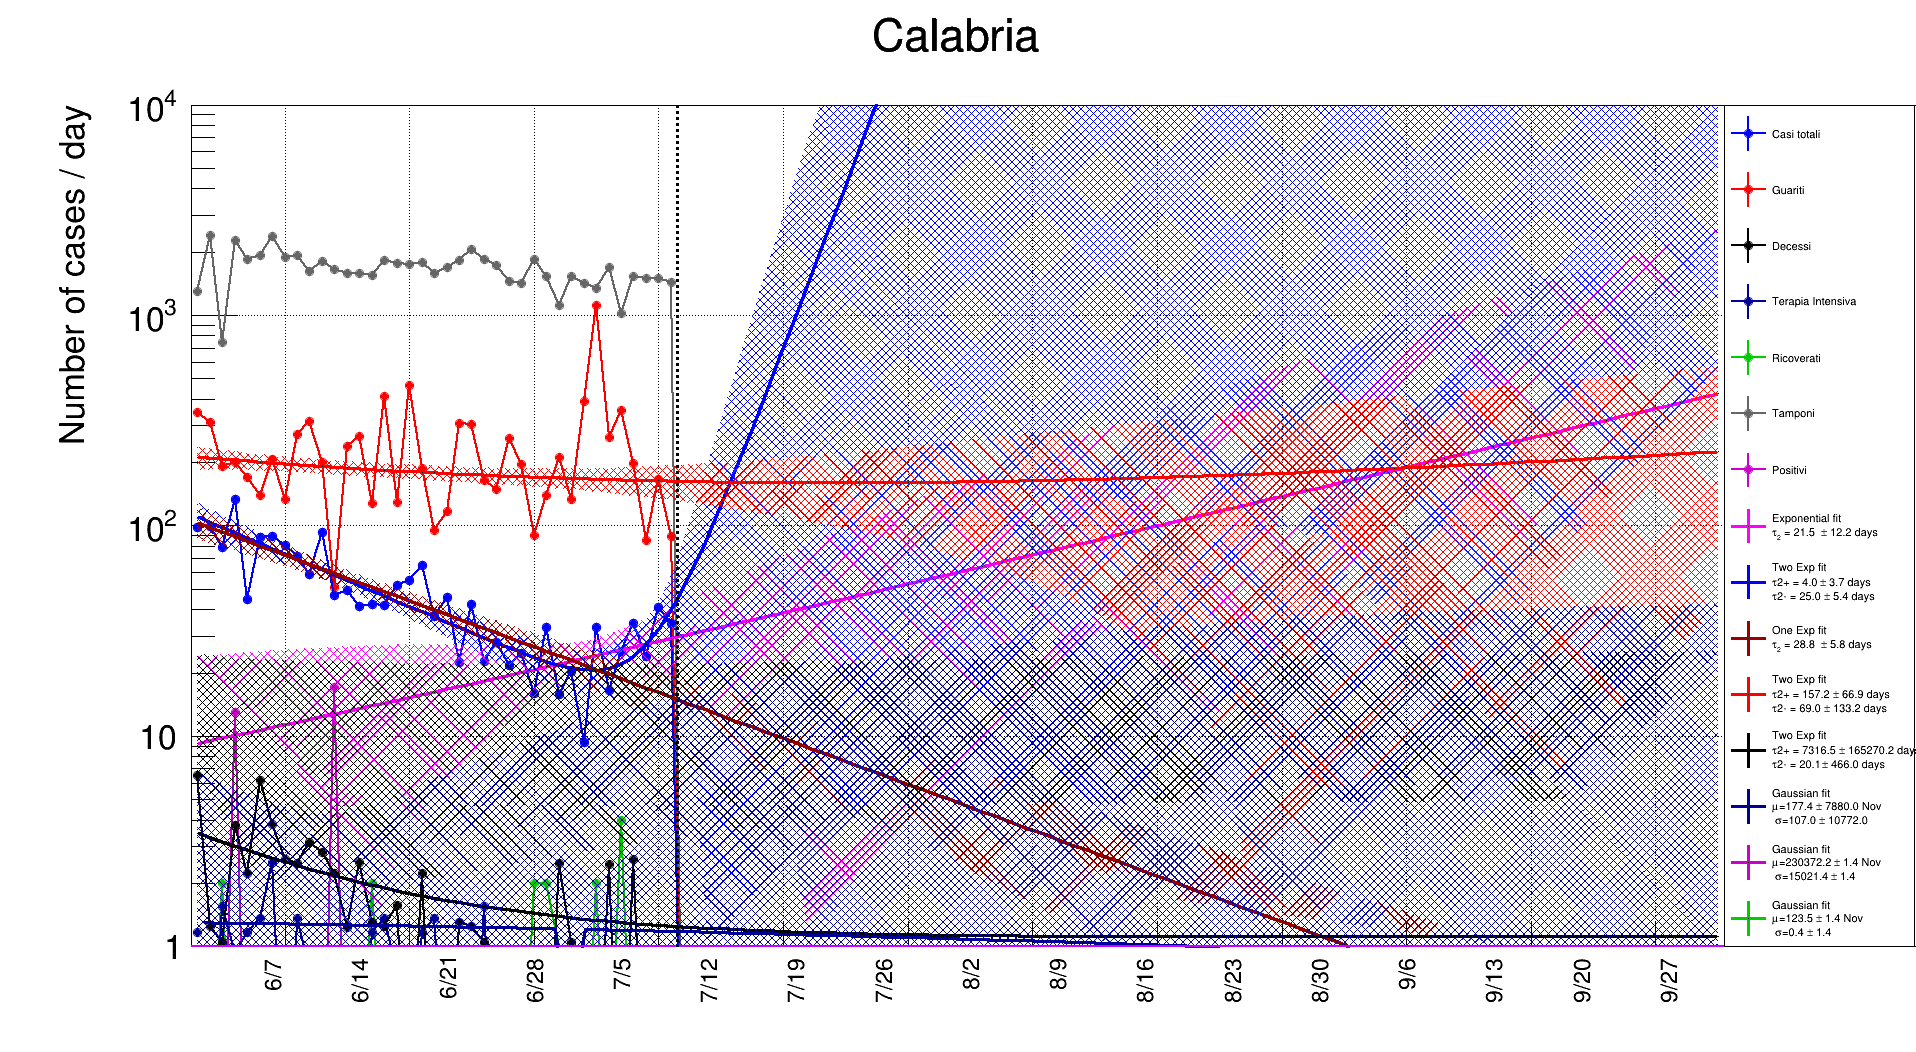 Calabria
Number of cases / day
10^4
10^3
10^2
10
1
6/7
6/14
6/21
6/28
7/5
7/12
7/19
7/26
8/2
8/9
8/16
8/23
8/30
9/6
9/13
9/20
9/27
Casi totali
Guariti
Decessi
Terapia Intensiva
Ricoverati
Tamponi
Positivi
Exponential fit
τ₂ = 21.5 ± 12.2 days
Two Exp fit
τ2+ = 4.0 ± 3.7 days
τ2- = 25.0 ± 5.4 days
One Exp fit
τ₂ = 28.8 ± 5.8 days
Two Exp fit
τ2+ = 157.2 ± 66.9 days
τ2- = 69.0 ± 133.2 days
Two Exp fit
τ2+ = 7316.5 ± 165270.2 day
τ2- = 20.1 ± 466.0 days
Gaussian fit
μ=177.4 ± 7880.0 Nov
σ=107.0 ± 10772.0
Gaussian fit
μ=230372.2 ± 1.4 Nov
σ=15021.4 ± 1.4
Gaussian fit
μ=123.5 ± 1.4 Nov
σ=0.4 ± 1.4